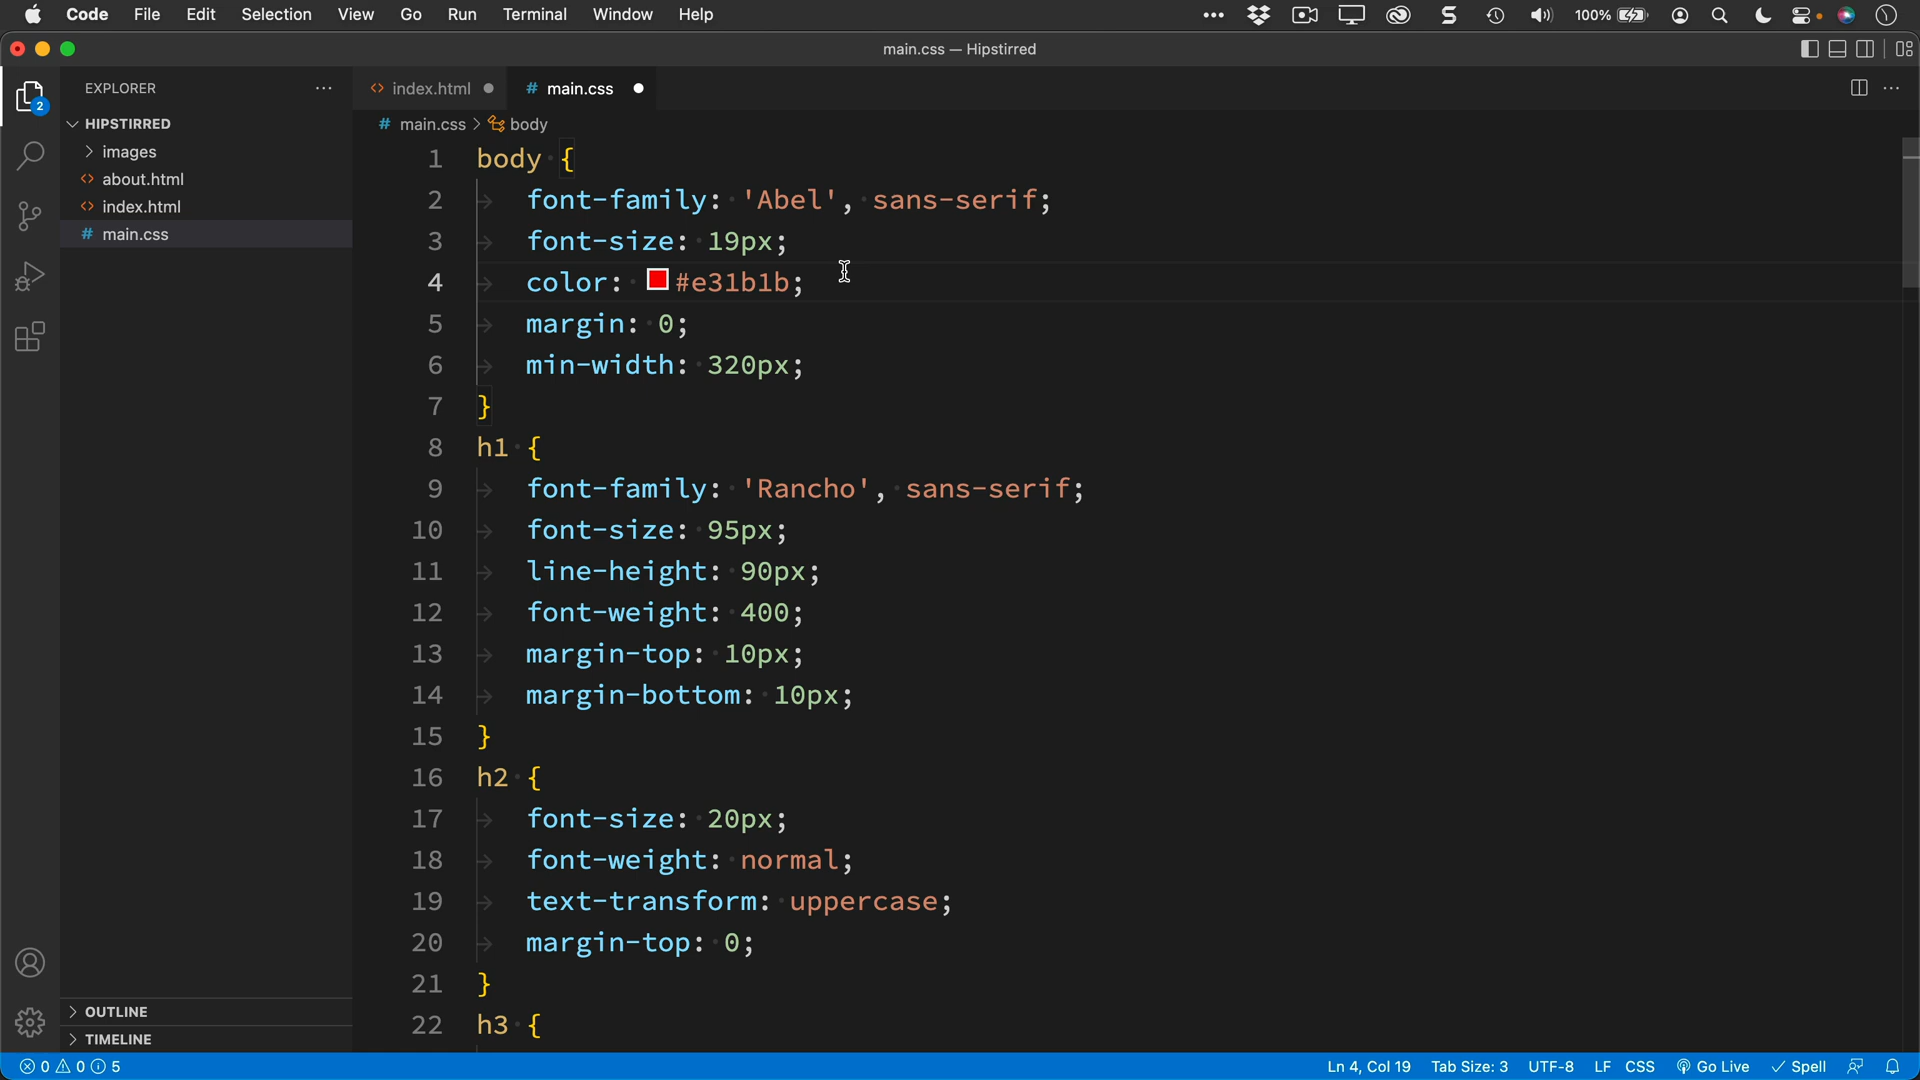 Code File Edit Selection View Go Run Terminal Window Help 100%
main.css — Hipstirred
EXPLORER
HIPSTIRRED
images
about.html
index.html
main.css
OUTLINE
TIMELINE
2
index.html main.css
# main.css > body
1 body {
2 font-family: 'Abel', sans-serif;
3 font-size: 19px;
4 color: #e31b1b;
5 margin: 0;
6 min-width: 320px;
7 }
8 h1 {
9 font-family: 'Rancho', sans-serif;
10 font-size: 95px;
11 line-height: 90px;
12 font-weight: 400;
13 margin-top: 10px;
14 margin-bottom: 10px;
15 }
16 h2 {
17 font-size: 20px;
18 font-weight: normal;
19 text-transform: uppercase;
20 margin-top: 0;
21 }
22 h3 {
0 0 5 Ln 4, Col 19 Tab Size: 3 UTF-8 LF CSS Go Live Spell